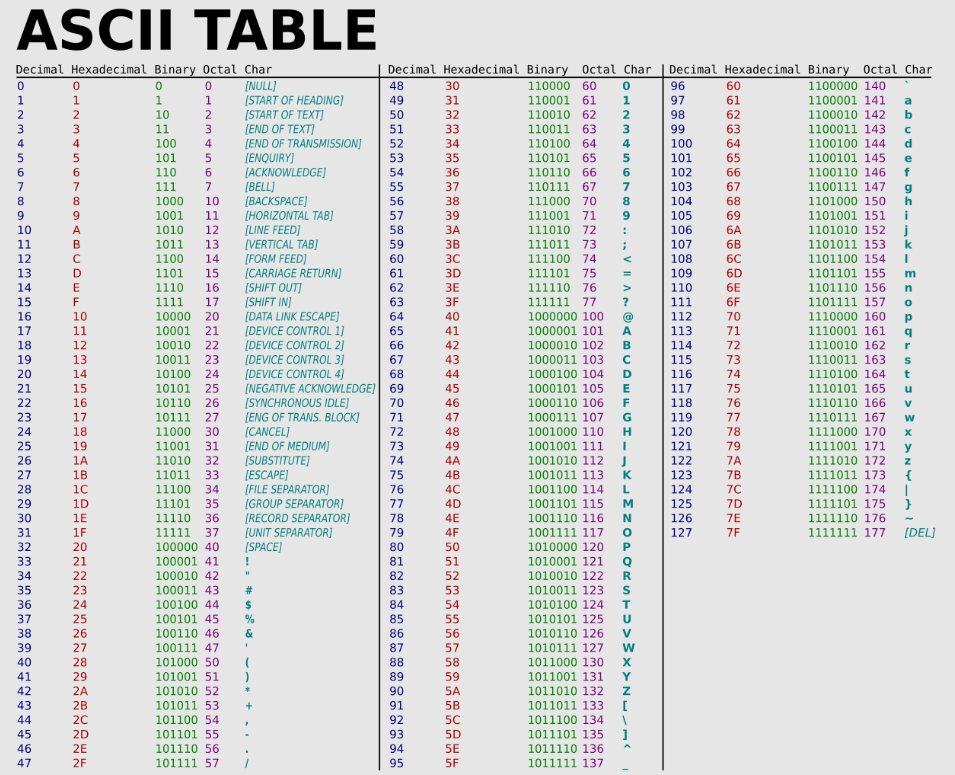 ASCII TABLE
Decimal Hexadecimal Binary Octal Char
0 0 0 0 [NULL]
1 1 1 1 [START OF HEADING]
2 2 10 2 [START OF TEXT]
3 3 11 3 [END OF TEXT]
4 4 100 4 [END OF TRANSMISSION]
5 5 101 5 [ENQUIRY]
6 6 110 6 [ACKNOWLEDGE]
7 7 111 7 [BELL]
8 8 1000 10 [BACKSPACE]
9 9 1001 11 [HORIZONTAL TAB]
10 A 1010 12 [LINE FEED]
11 B 1011 13 [VERTICAL TAB]
12 C 1100 14 [FORM FEED]
13 D 1101 15 [CARRIAGE RETURN]
14 E 1110 16 [SHIFT OUT]
15 F 1111 17 [SHIFT IN]
16 10 10000 20 [DATA LINK ESCAPE]
17 11 10001 21 [DEVICE CONTROL 1]
18 12 10010 22 [DEVICE CONTROL 2]
19 13 10011 23 [DEVICE CONTROL 3]
20 14 10100 24 [DEVICE CONTROL 4]
21 15 10101 25 [NEGATIVE ACKNOWLEDGE]
22 16 10110 26 [SYNCHRONOUS IDLE]
23 17 10111 27 [ENG OF TRANS. BLOCK]
24 18 11000 30 [CANCEL]
25 19 11001 31 [END OF MEDIUM]
26 1A 11010 32 [SUBSTITUTE]
27 1B 11011 33 [ESCAPE]
28 1C 11100 34 [FILE SEPARATOR]
29 1D 11101 35 [GROUP SEPARATOR]
30 1E 11110 36 [RECORD SEPARATOR]
31 1F 11111 37 [UNIT SEPARATOR]
32 20 100000 40 [SPACE]
33 21 100001 41 !
34 22 100010 42 "
35 23 100011 43 #
36 24 100100 44 $
37 25 100101 45 %
38 26 100110 46 &
39 27 100111 47 '
40 28 101000 50 (
41 29 101001 51 )
42 2A 101010 52 *
43 2B 101011 53 +
44 2C 101100 54 ,
45 2D 101101 55 -
46 2E 101110 56 .
47 2F 101111 57 /
Decimal Hexadecimal Binary Octal Char
48 30 110000 60 0
49 31 110001 61 1
50 32 110010 62 2
51 33 110011 63 3
52 34 110100 64 4
53 35 110101 65 5
54 36 110110 66 6
55 37 110111 67 7
56 38 111000 70 8
57 39 111001 71 9
58 3A 111010 72 :
59 3B 111011 73 ;
60 3C 111100 74 <
61 3D 111101 75 =
62 3E 111110 76 >
63 3F 111111 77 ?
64 40 1000000 100 @
65 41 1000001 101 A
66 42 1000010 102 B
67 43 1000011 103 C
68 44 1000100 104 D
69 45 1000101 105 E
70 46 1000110 106 F
71 47 1000111 107 G
72 48 1001000 110 H
73 49 1001001 111 I
74 4A 1001010 112 J
75 4B 1001011 113 K
76 4C 1001100 114 L
77 4D 1001101 115 M
78 4E 1001110 116 N
79 4F 1001111 117 O
80 50 1010000 120 P
81 51 1010001 121 Q
82 52 1010010 122 R
83 53 1010011 123 S
84 54 1010100 124 T
85 55 1010101 125 U
86 56 1010110 126 V
87 57 1010111 127 W
88 58 1011000 130 X
89 59 1011001 131 Y
90 5A 1011010 132 Z
91 5B 1011011 133 [
92 5C 1011100 134 \
93 5D 1011101 135 ]
94 5E 1011110 136 ^
95 5F 1011111 137 _
Decimal Hexadecimal Binary Octal Char
96 60 1100000 140 `
97 61 1100001 141 a
98 62 1100010 142 b
99 63 1100011 143 c
100 64 1100100 144 d
101 65 1100101 145 e
102 66 1100110 146 f
103 67 1100111 147 g
104 68 1101000 150 h
105 69 1101001 151 i
106 6A 1101010 152 j
107 6B 1101011 153 k
108 6C 1101100 154 l
109 6D 1101101 155 m
110 6E 1101110 156 n
111 6F 1101111 157 o
112 70 1110000 160 p
113 71 1110001 161 q
114 72 1110010 162 r
115 73 1110011 163 s
116 74 1110100 164 t
117 75 1110101 165 u
118 76 1110110 166 v
119 77 1110111 167 w
120 78 1111000 170 x
121 79 1111001 171 y
122 7A 1111010 172 z
123 7B 1111011 173 {
124 7C 1111100 174 |
125 7D 1111101 175 }
126 7E 1111110 176 ~
127 7F 1111111 177 [DEL]